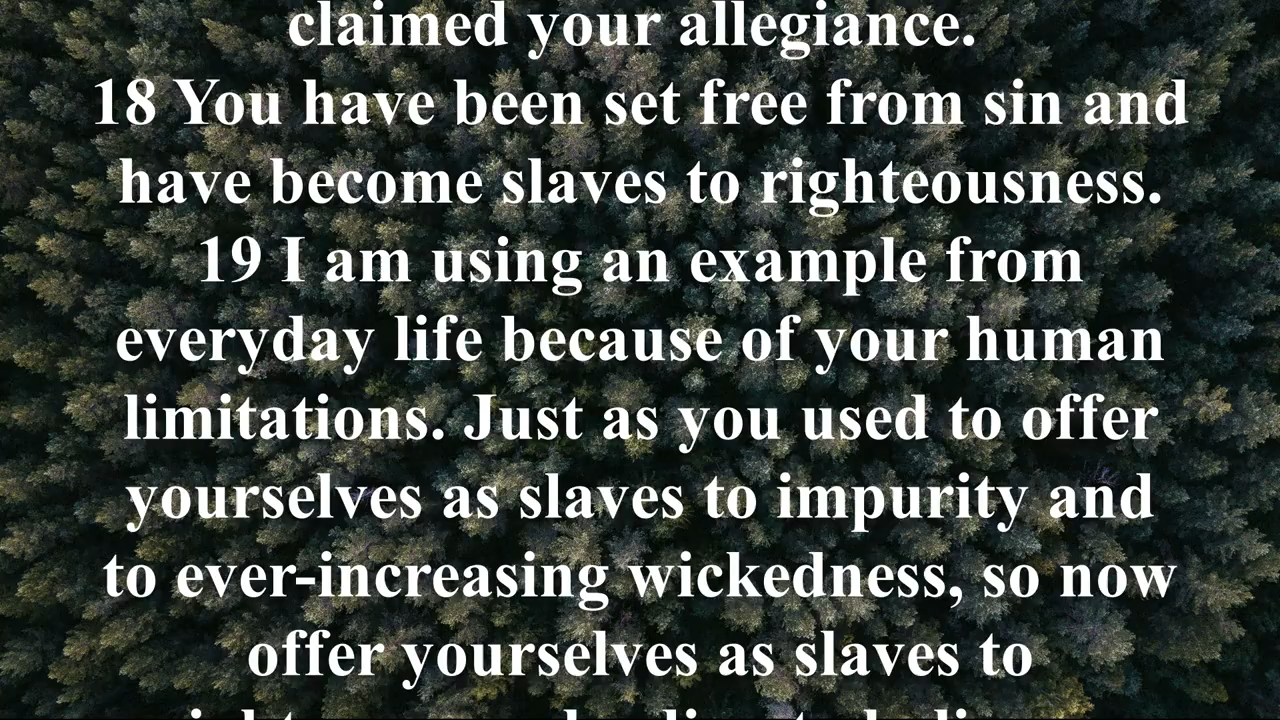 claimed your allegiance.
18 You have been set free from sin and
have become slaves to righteousness.
19 I am using an example from
everyday life because of your human
limitations. Just as you used to offer
yourselves as slaves to impurity and
to ever-increasing wickedness, so now
offer yourselves as slaves to